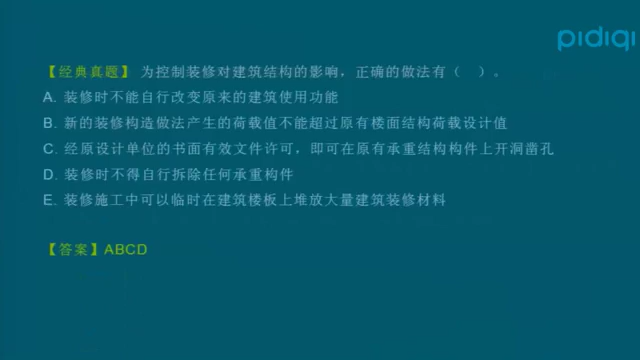 pidiqi
【经典真题】 为控制装修对建筑结构的影响，正确的做法有（ ）。
A. 装修时不能自行改变原来的建筑使用功能
B. 新的装修构造做法产生的荷载值不能超过原有楼面结构荷载设计值
C. 经原设计单位的书面有效文件许可，即可在原有承重结构构件上开洞凿孔
D. 装修时不得自行拆除任何承重构件
E. 装修施工中可以临时在建筑楼板上堆放大量建筑装修材料
【答案】ABCD